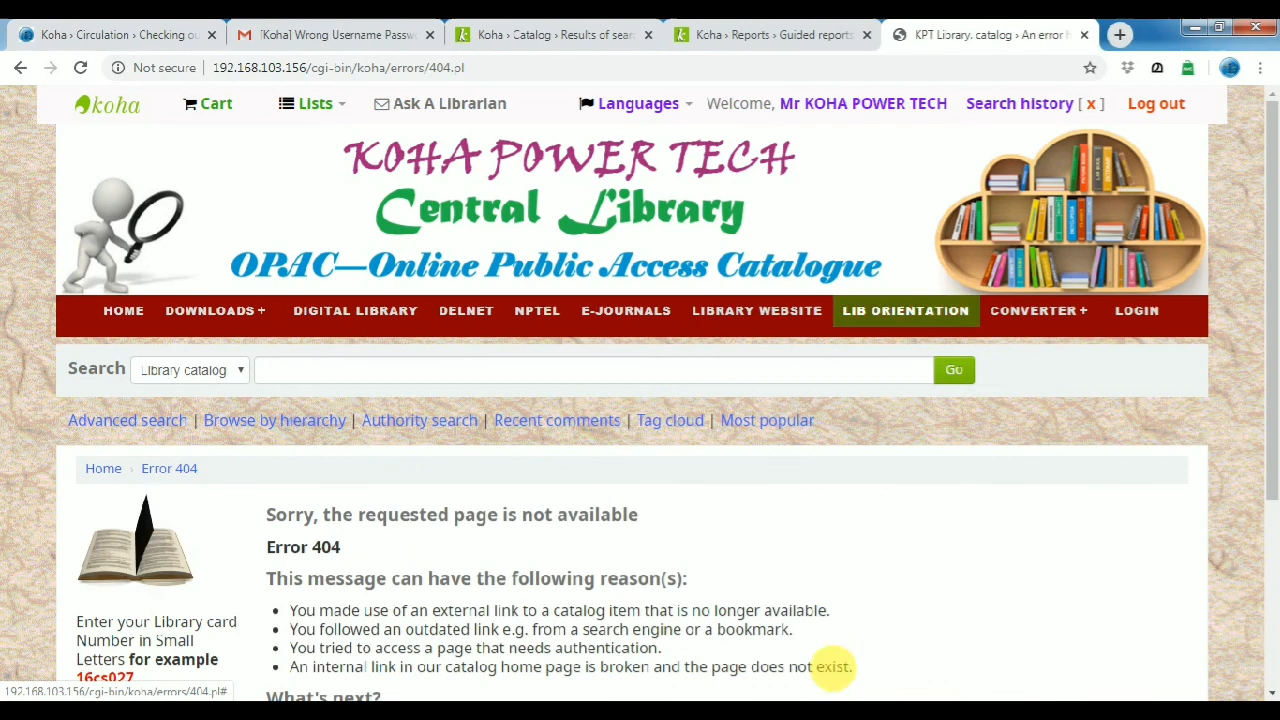 Koha › Circulation › Checking ou
[Koha] Wrong Username Passwo
Koha › Online › Results of sear
Koha › Reports › Guided reports
KPT Library. catalog › An error h
Not secure 192.168.103.156/cgi-bin/koha/errors/404.pl
koha Cart Lists Ask A Librarian Languages Welcome, Mr KOHA POWER TECH Search history [ x ] Log out
KOHA POWER TECH
Central Library
OPAC—Online Public Access Catalogue
HOME DOWNLOADS + DIGITAL LIBRARY DELNET NPTEL E-JOURNALS LIBRARY WEBSITE LIB ORIENTATION CONVERTER + LOGIN
Search Library catalog Go
Advanced search | Browse by hierarchy | Authority search | Recent comments | Tag cloud | Most popular
Home › Error 404
Sorry, the requested page is not available
Error 404
This message can have the following reason(s):
• You made use of an external link to a catalog item that is no longer available.
• You followed an outdated link e.g. from a search engine or a bookmark.
• You tried to access a page that needs authentication.
• An internal link in our catalog home page is broken and the page does not exist.
What's next?
Enter your Library card
Number in Small
Letters for example
16cs027
192.168.103.156/cgi-bin/koha/errors/404.pl#